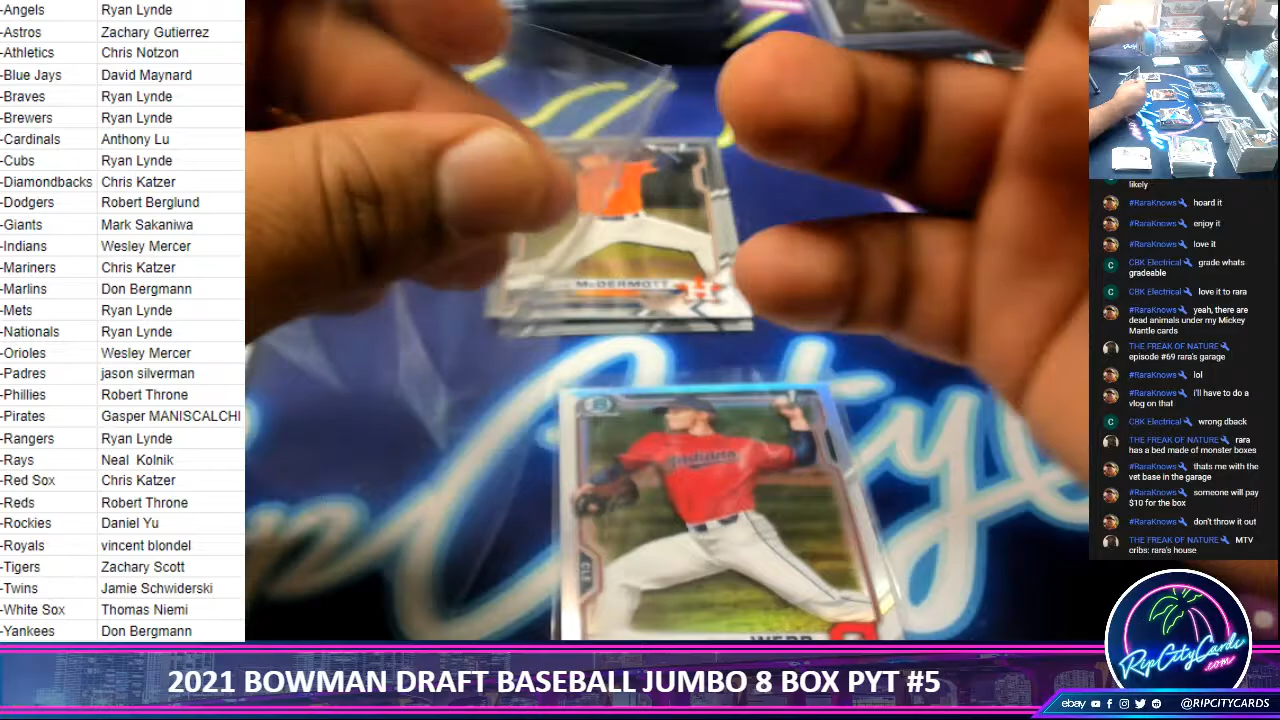 -Angels Ryan Lynde
-Astros Zachary Gutierrez
-Athletics Chris Notzon
-Blue Jays David Maynard
-Braves Ryan Lynde
-Brewers Ryan Lynde
-Cardinals Anthony Lu
-Cubs Ryan Lynde
-Diamondbacks Chris Katzer
-Dodgers Robert Berglund
-Giants Mark Sakaniwa
-Indians Wesley Mercer
-Mariners Chris Katzer
-Marlins Don Bergmann
-Mets Ryan Lynde
-Nationals Ryan Lynde
-Orioles Wesley Mercer
-Padres jason silverman
-Phillies Robert Throne
-Pirates Gasper MANISCALCHI
-Rangers Ryan Lynde
-Rays Neal Kolnik
-Red Sox Chris Katzer
-Reds Robert Throne
-Rockies Daniel Yu
-Royals vincent blondel
-Tigers Zachary Scott
-Twins Jamie Schwiderski
-White Sox Thomas Niemi
-Yankees Don Bergmann
McDERMOTT
H
Indians
CLE
WEBB
likely
#RaraKnows hoard it
#RaraKnows enjoy it
#RaraKnows love it
C CBK Electrical grade whats
gradeable
C CBK Electrical love it to rara
#RaraKnows yeah, there are
dead animals under my Mickey
Mantle cards
THE FREAK OF NATURE
episode #69 rara's garage
#RaraKnows lol
#RaraKnows i'll have to do a
vlog on that
C CBK Electrical wrong dback
THE FREAK OF NATURE rara
has a bed made of monster boxes
#RaraKnows thats me with the
vet base in the garage
#RaraKnows someone will pay
$10 for the box
#RaraKnows don't throw it out
THE FREAK OF NATURE MTV
cribs: rara's house
RipCityCards
.com
2021 BOWMAN DRAFT BASEBALL JUMBO 8 BOX PYT #5
ebay @RIPCITYCARDS